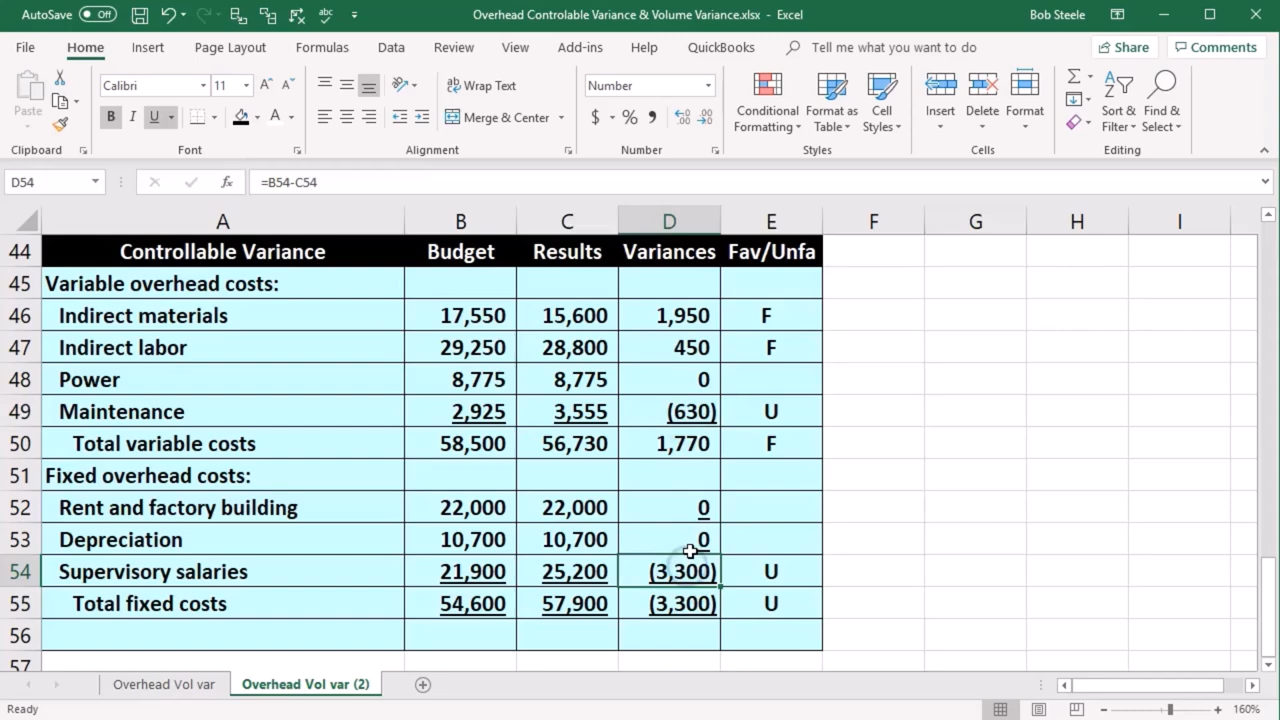 AutoSave Off Overhead Controlable Variance & Volume Variance.xlsx - Excel Bob Steele
File Home Insert Page Layout Formulas Data Review View Add-ins Help QuickBooks Tell me what you want to do Share Comments
Paste
Calibri 11
B I U A
Wrap Text
Merge & Center
Number
$ %
Conditional Formatting
Format as Table
Cell Styles
Insert
Delete
Format
Sort & Filter
Find & Select
Clipboard Font Alignment Number Styles Cells Editing
D54 fx =B54-C54
A B C D E F G H I
44 Controllable Variance Budget Results Variances Fav/Unfa
45 Variable overhead costs:
46 Indirect materials 17,550 15,600 1,950 F
47 Indirect labor 29,250 28,800 450 F
48 Power 8,775 8,775 0
49 Maintenance 2,925 3,555 (630) U
50 Total variable costs 58,500 56,730 1,770 F
51 Fixed overhead costs:
52 Rent and factory building 22,000 22,000 0
53 Depreciation 10,700 10,700 0
54 Supervisory salaries 21,900 25,200 (3,300) U
55 Total fixed costs 54,600 57,900 (3,300) U
56
57
Overhead Vol var Overhead Vol var (2)
Ready 160%